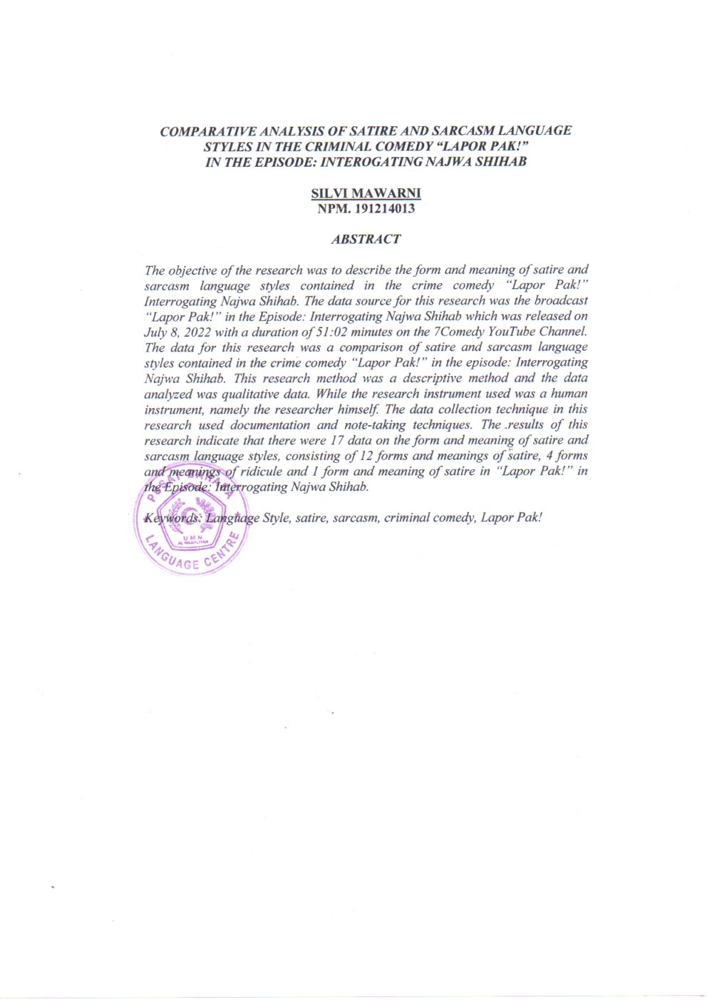 COMPARATIVE ANALYSIS OF SATIRE AND SARCASM LANGUAGE
STYLES IN THE CRIMINAL COMEDY “LAPOR PAK!”
IN THE EPISODE: INTEROGATING NAJWA SHIHAB
SILVI MAWARNI
NPM. 191214013
ABSTRACT
The objective of the research was to describe the form and meaning of satire and
sarcasm language styles contained in the crime comedy “Lapor Pak!”
Interrogating Najwa Shihab. The data source for this research was the broadcast
“Lapor Pak!” in the Episode: Interrogating Najwa Shihab which was released on
July 8, 2022 with a duration of 51:02 minutes on the 7Comedy YouTube Channel.
The data for this research was a comparison of satire and sarcasm language
styles contained in the crime comedy “Lapor Pak!” in the episode: Interrogating
Najwa Shihab. This research method was a descriptive method and the data
analyzed was qualitative data. While the research instrument used was a human
instrument, namely the researcher himself. The data collection technique in this
research used documentation and note-taking techniques. The results of this
research indicate that there were 17 data on the form and meaning of satire and
sarcasm language styles, consisting of 12 forms and meanings of satire, 4 forms
and meanings of ridicule and 1 form and meaning of satire in “Lapor Pak!” in
the Episode: Interrogating Najwa Shihab.
Keywords: Language Style, satire, sarcasm, criminal comedy, Lapor Pak!
PUSAT BAHASA
UMN
AL WASHLIYAH
LANGUAGE CENTRE